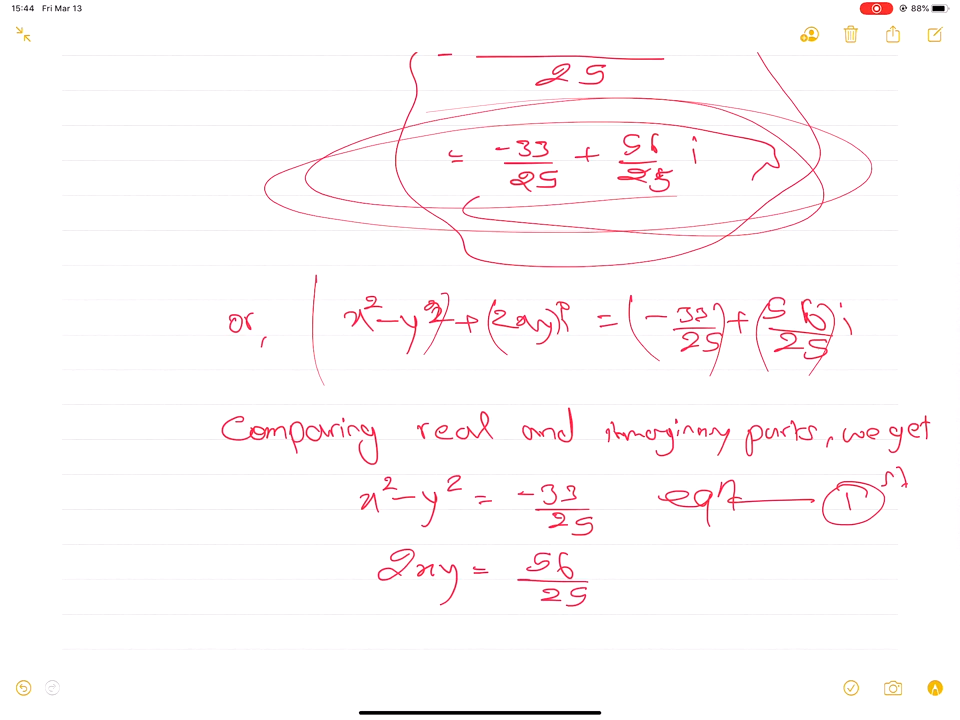 15:44 Fri Mar 13 88%
25
= -33/25 + 56/25 i
or, (x² - y²) + (2xy)i = (-33/25) + (56/25) i
Comparing real and imaginary parts, we get
x² - y² = -33/25 eqn 1 st
2xy = 56/25